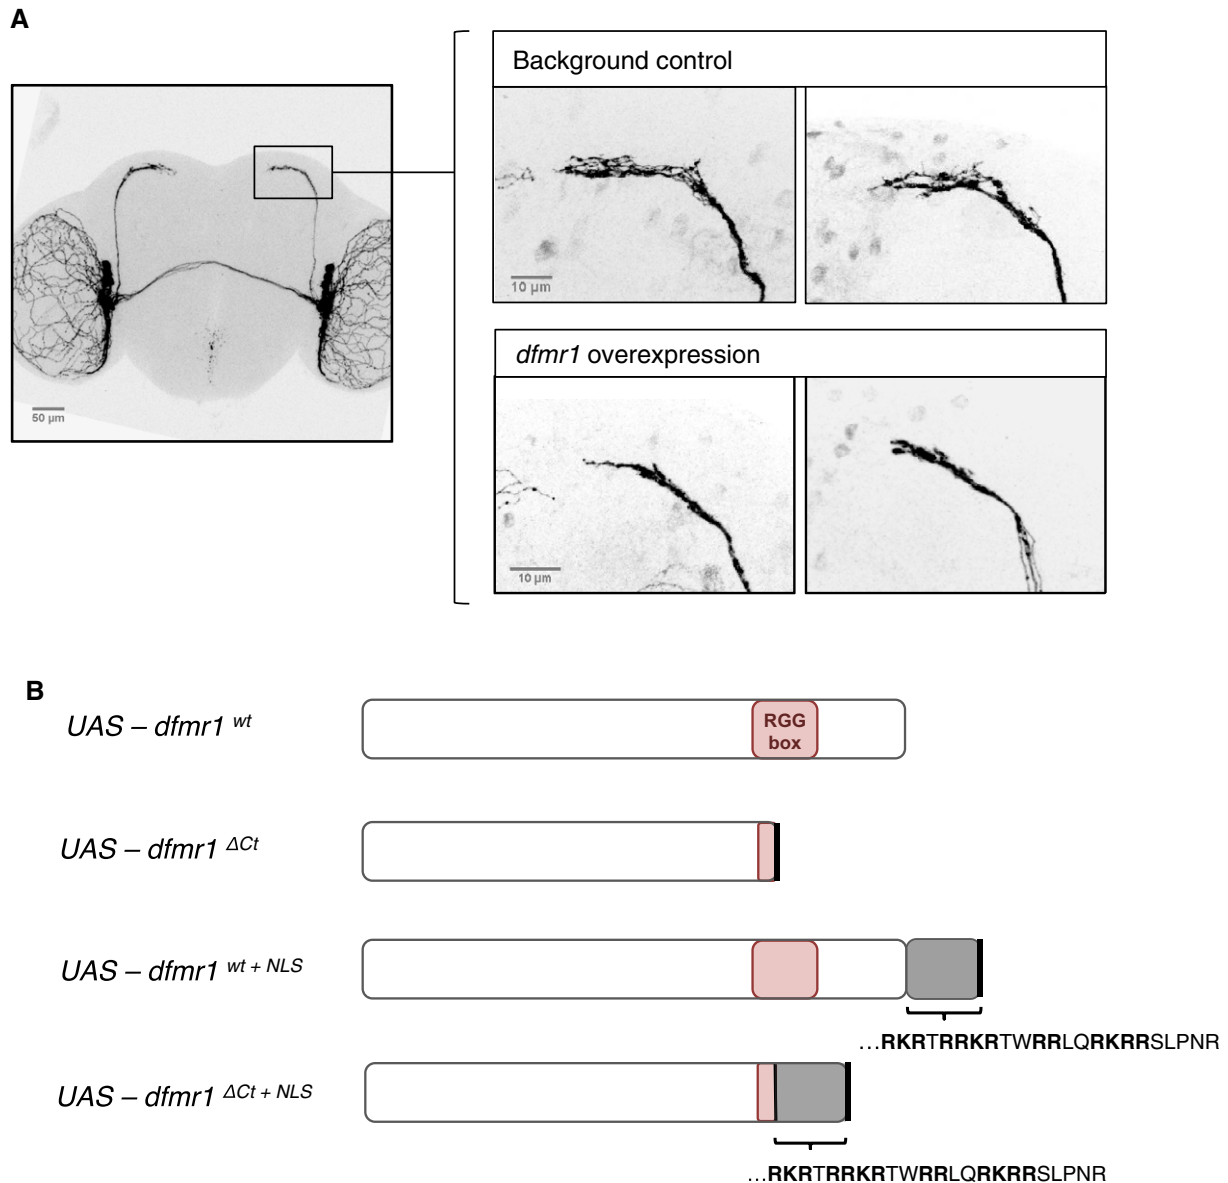 A
Background control
10 µm
50 µm
dfmr1 overexpression
10 µm
B
UAS – dfmr1 wt
RGG
box
UAS – dfmr1 ΔCt
UAS – dfmr1 wt + NLS
...RKRTRRKRTWRRLQRKRRSLPNR
UAS – dfmr1 ΔCt + NLS
...RKRTRRKRTWRRLQRKRRSLPNR